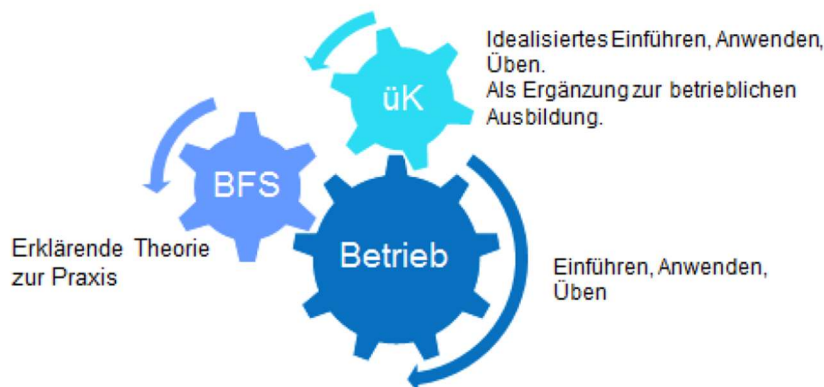 Idealisiertes Einführen, Anwenden,
Üben.
Als Ergänzung zur betrieblichen
Ausbildung.
üK
BFS
Betrieb
Erklärende Theorie
zur Praxis
Einführen, Anwenden,
Üben